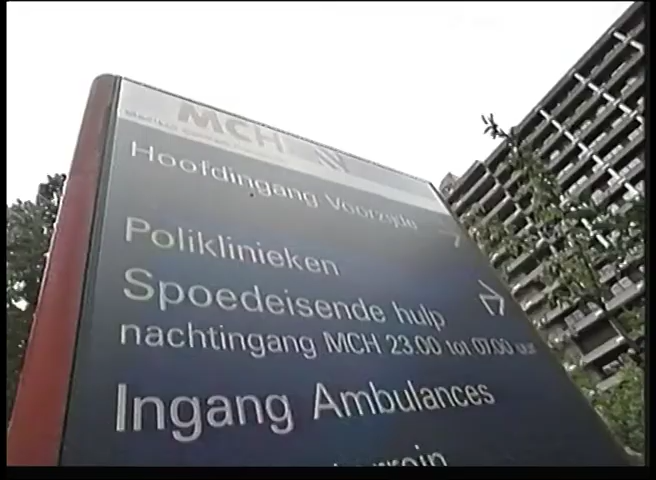 MCH
Hoofdingang Voorzijde
Poliklinieken
Spoedeisende hulp
nachtingang MCH 23.00 tot 07.00 uur
Ingang Ambulances